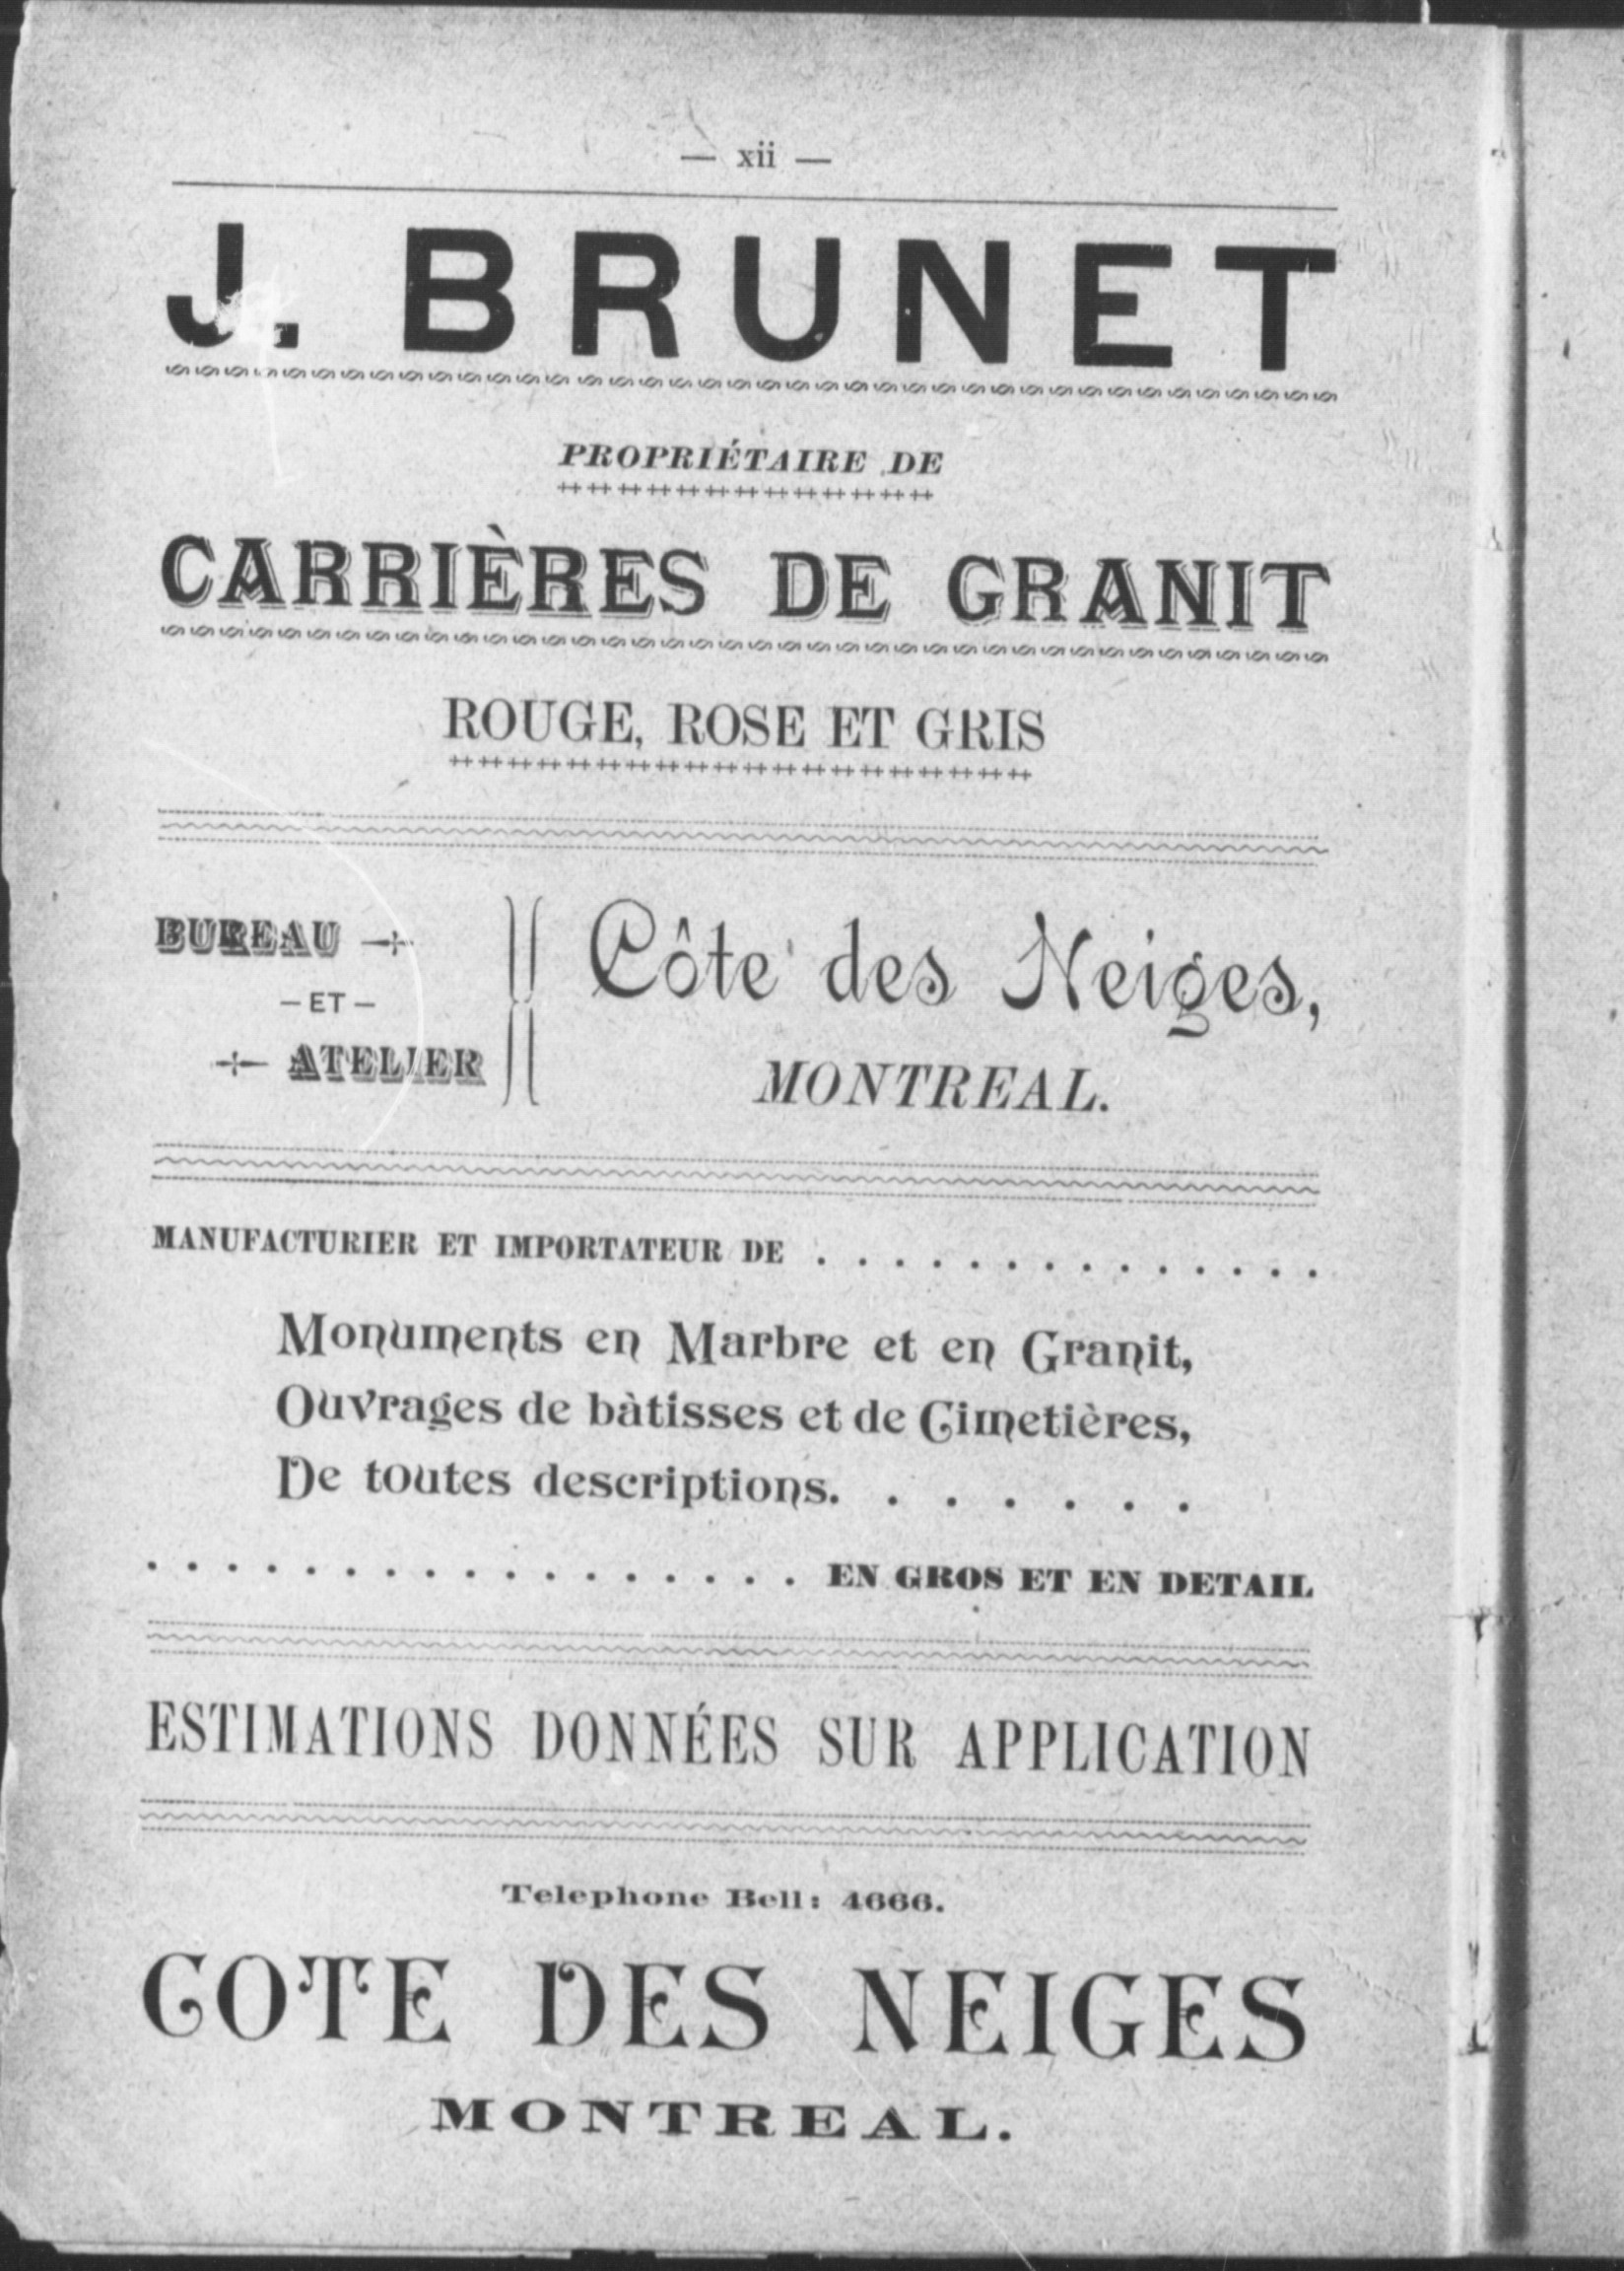 — xii —
J. BRUNET
PROPRIÉTAIRE DE
CARRIÈRES DE GRANIT
ROUGE, ROSE ET GRIS
BUREAU
— ET —
ATELIER
Côte des Neiges,
MONTREAL.
MANUFACTURIER ET IMPORTATEUR DE . . . . . . . . . . . . . .
Monuments en Marbre et en Granit,
Ouvrages de bàtisses et de Cimetières,
De toutes descriptions. . . . . . .
. . . . . . . . . . . . . . . . . EN GROS ET EN DETAIL
ESTIMATIONS DONNÉES SUR APPLICATION
Telephone Bell: 4666.
COTE DES NEIGES
MONTREAL.